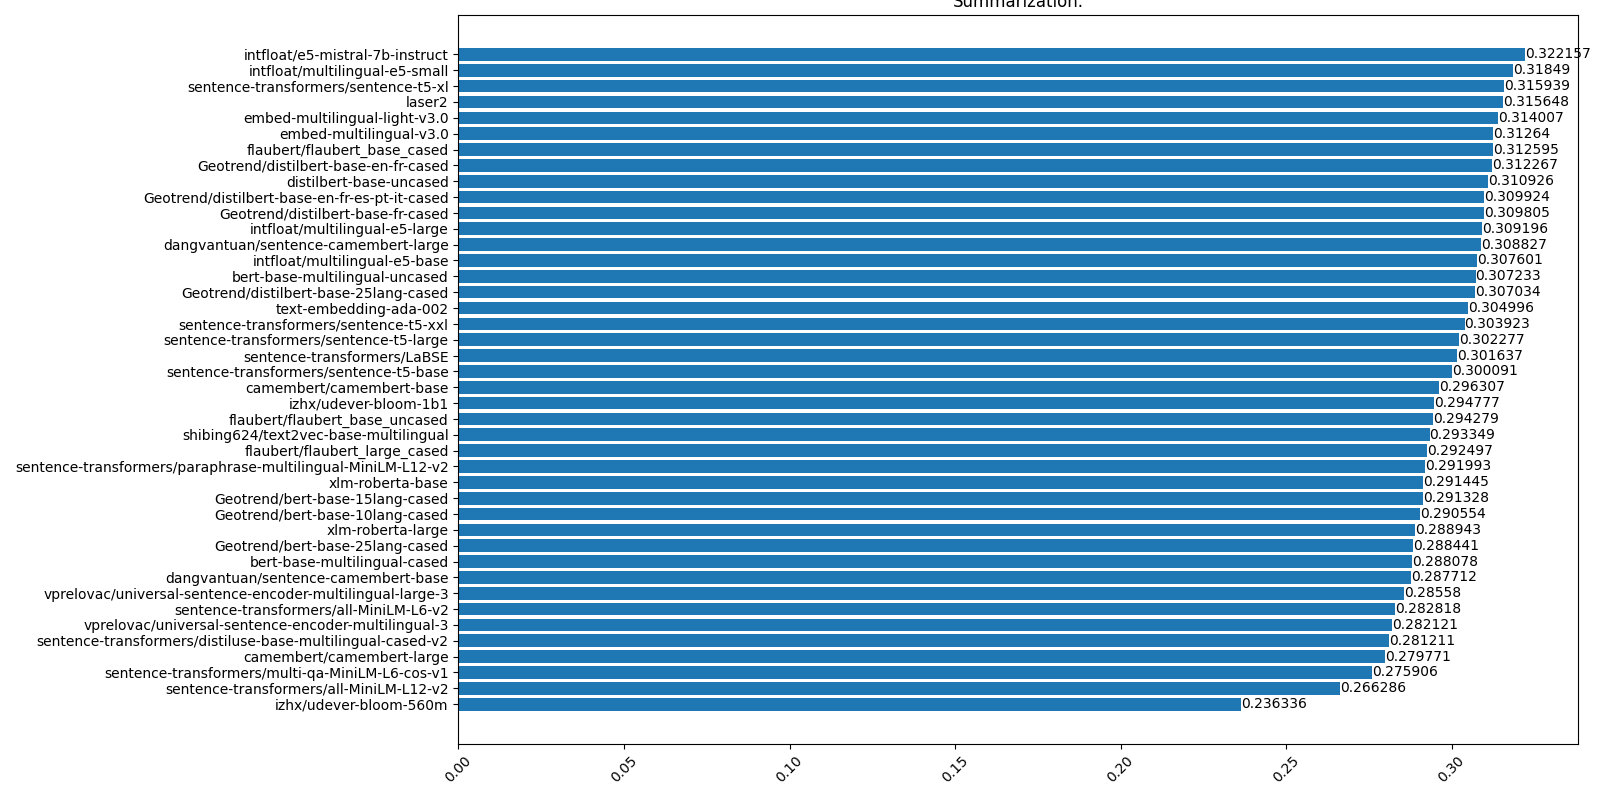 Summarization.
intfloat/e5-mistral-7b-instruct 0.322157
intfloat/multilingual-e5-small 0.31849
sentence-transformers/sentence-t5-xl 0.315939
laser2 0.315648
embed-multilingual-light-v3.0 0.314007
embed-multilingual-v3.0 0.31264
flaubert/flaubert_base_cased 0.312595
Geotrend/distilbert-base-en-fr-cased 0.312267
distilbert-base-uncased 0.310926
Geotrend/distilbert-base-en-fr-es-pt-it-cased 0.309924
Geotrend/distilbert-base-fr-cased 0.309805
intfloat/multilingual-e5-large 0.309196
dangvantuan/sentence-camembert-large 0.308827
intfloat/multilingual-e5-base 0.307601
bert-base-multilingual-uncased 0.307233
Geotrend/distilbert-base-25lang-cased 0.307034
text-embedding-ada-002 0.304996
sentence-transformers/sentence-t5-xxl 0.303923
sentence-transformers/sentence-t5-large 0.302277
sentence-transformers/LaBSE 0.301637
sentence-transformers/sentence-t5-base 0.300091
camembert/camembert-base 0.296307
izhx/udever-bloom-1b1 0.294777
flaubert/flaubert_base_uncased 0.294279
shibing624/text2vec-base-multilingual 0.293349
flaubert/flaubert_large_cased 0.292497
sentence-transformers/paraphrase-multilingual-MiniLM-L12-v2 0.291993
xlm-roberta-base 0.291445
Geotrend/bert-base-15lang-cased 0.291328
Geotrend/bert-base-10lang-cased 0.290554
xlm-roberta-large 0.288943
Geotrend/bert-base-25lang-cased 0.288441
bert-base-multilingual-cased 0.288078
dangvantuan/sentence-camembert-base 0.287712
vprelovac/universal-sentence-encoder-multilingual-large-3 0.28558
sentence-transformers/all-MiniLM-L6-v2 0.282818
vprelovac/universal-sentence-encoder-multilingual-3 0.282121
sentence-transformers/distiluse-base-multilingual-cased-v2 0.281211
camembert/camembert-large 0.279771
sentence-transformers/multi-qa-MiniLM-L6-cos-v1 0.275906
sentence-transformers/all-MiniLM-L12-v2 0.266286
izhx/udever-bloom-560m 0.236336
0.00 0.05 0.10 0.15 0.20 0.25 0.30